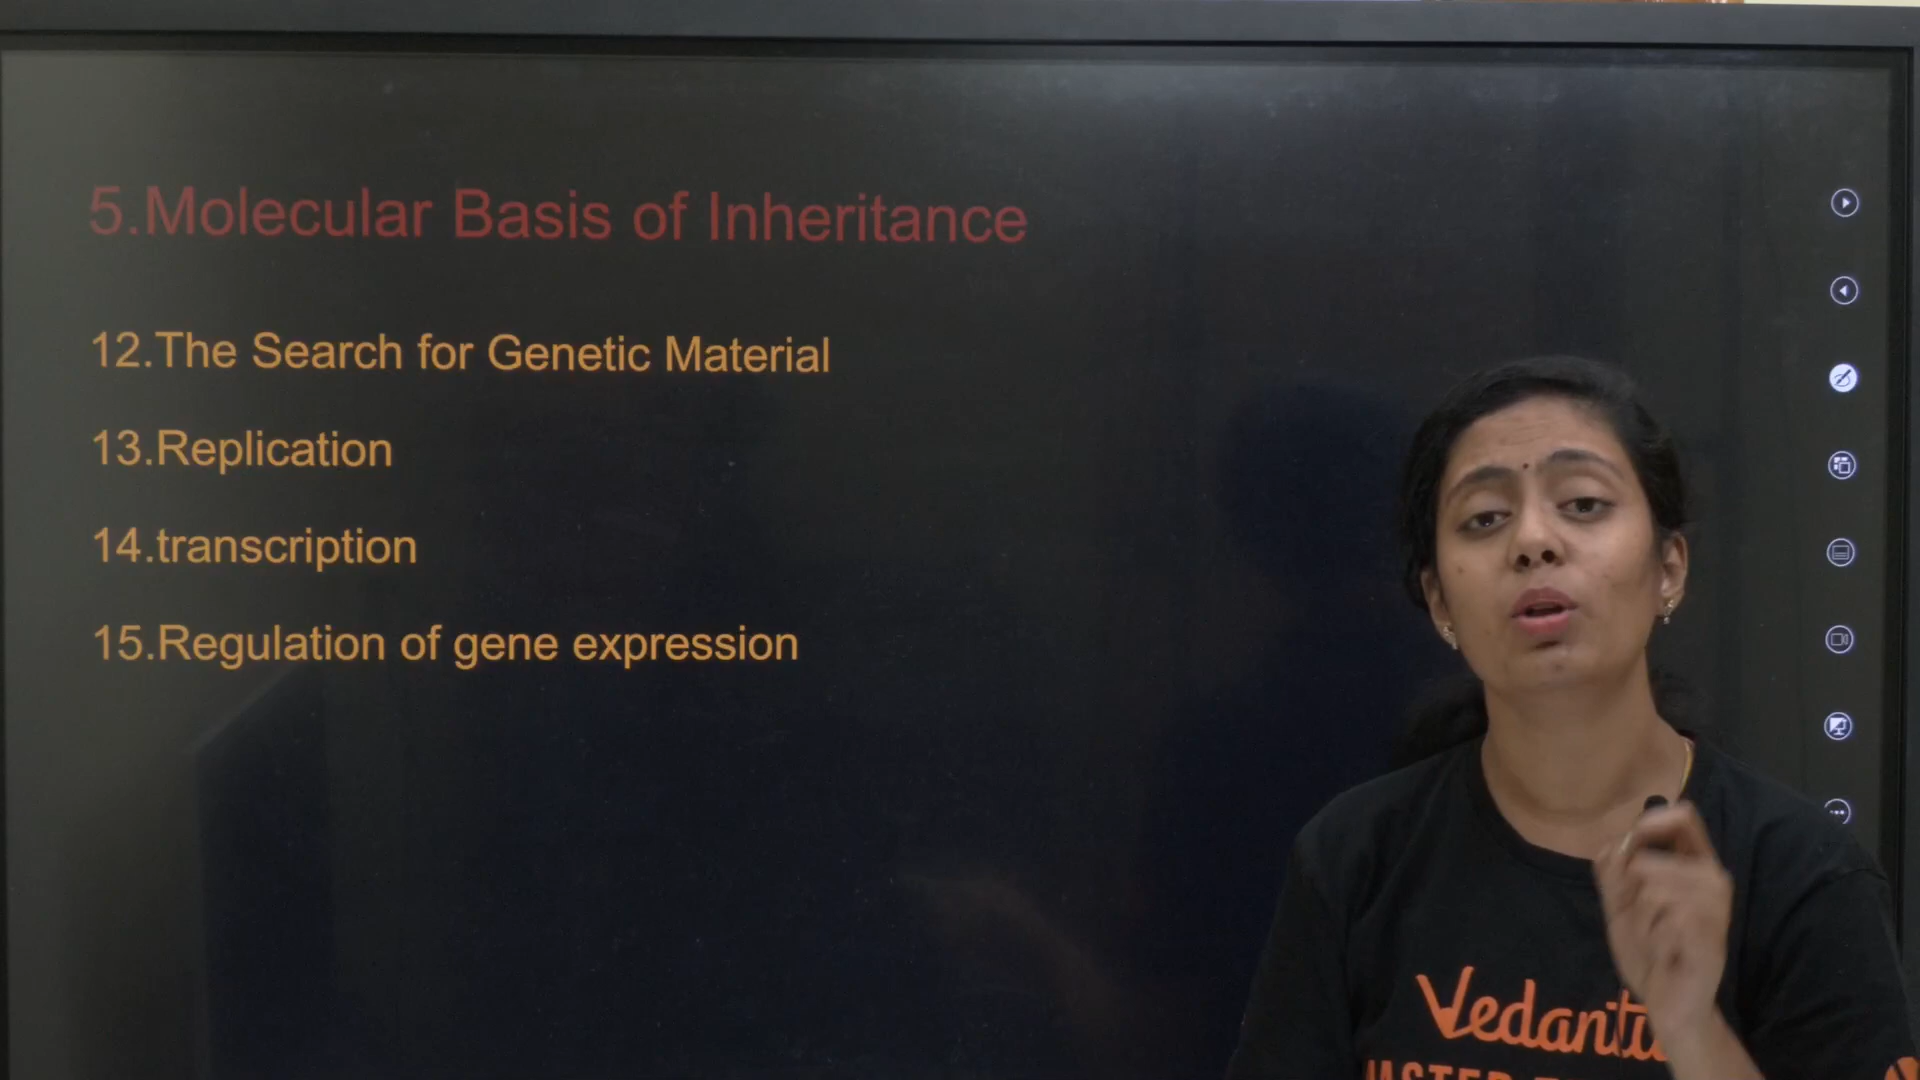 5.Molecular Basis of Inheritance
12.The Search for Genetic Material
13.Replication
14.transcription
15.Regulation of gene expression